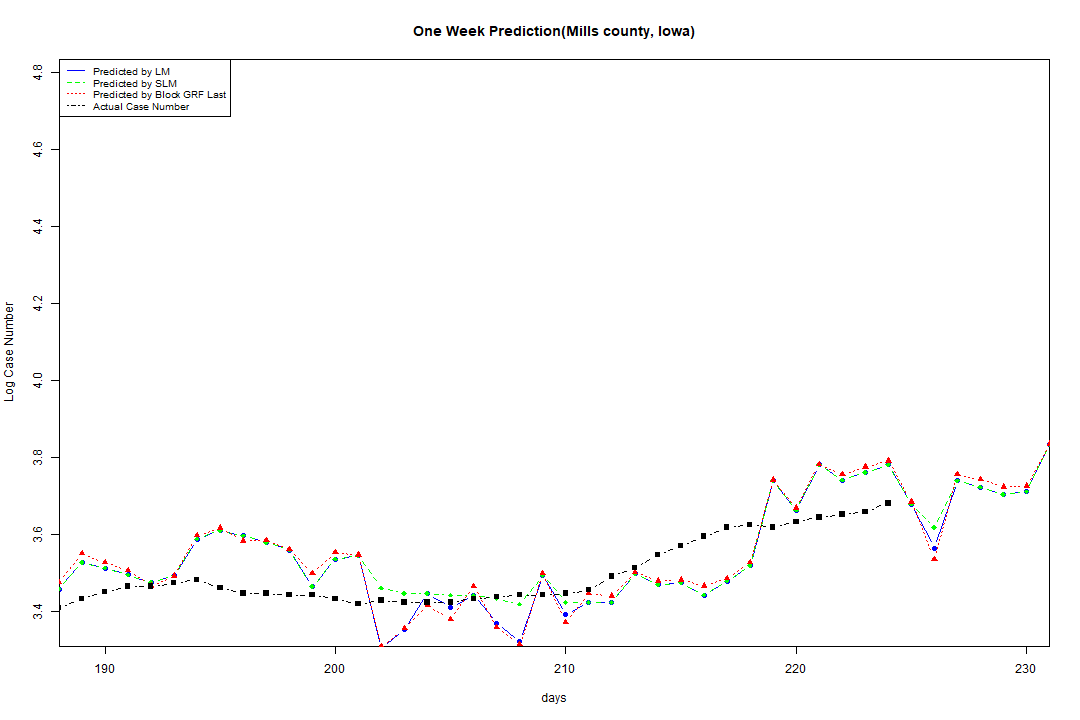 One Week Prediction(Mills county, Iowa)
Predicted by LM
Predicted by SLM
Predicted by Block GRF Last
Actual Case Number
4.8
4.6
4.4
4.2
4.0
3.8
3.6
3.4
Log Case Number
190 200 210 220 230
days